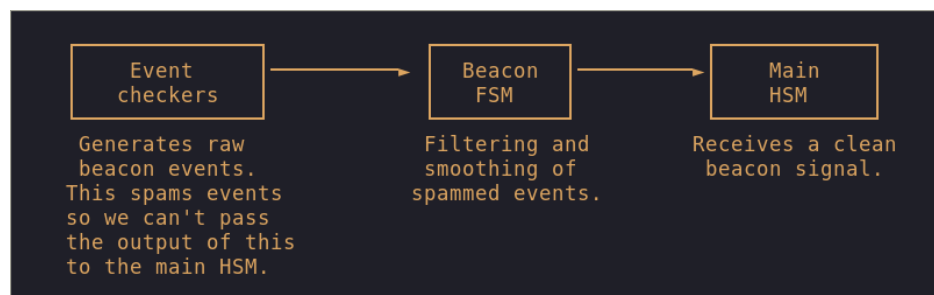 Event
checkers
Beacon
FSM
Main
HSM
Generates raw
beacon events.
This spams events
so we can't pass
the output of this
to the main HSM.
Filtering and
smoothing of
spammed events.
Receives a clean
beacon signal.